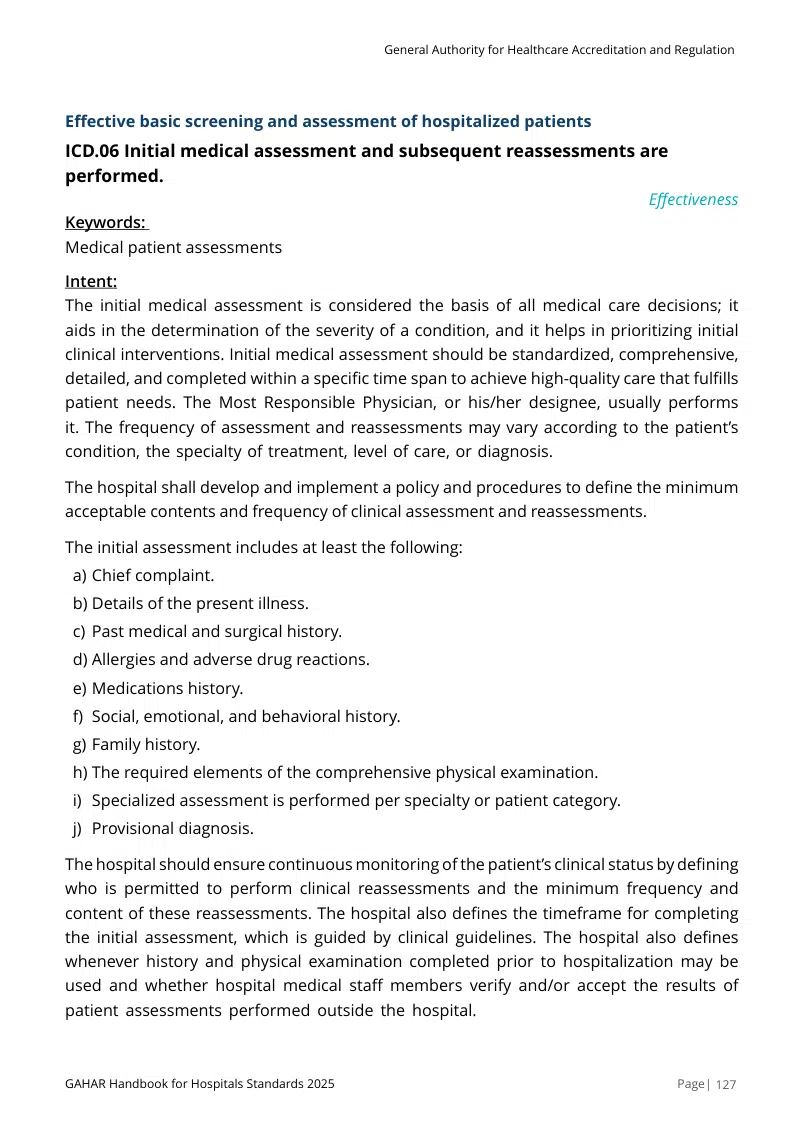 General Authority for Healthcare Accreditation and Regulation
Effective basic screening and assessment of hospitalized patients
ICD.06 Initial medical assessment and subsequent reassessments are
performed.
Effectiveness
Keywords:
Medical patient assessments
Intent:
The initial medical assessment is considered the basis of all medical care decisions; it
aids in the determination of the severity of a condition, and it helps in prioritizing initial
clinical interventions. Initial medical assessment should be standardized, comprehensive,
detailed, and completed within a specific time span to achieve high-quality care that fulfills
patient needs. The Most Responsible Physician, or his/her designee, usually performs
it. The frequency of assessment and reassessments may vary according to the patient’s
condition, the specialty of treatment, level of care, or diagnosis.
The hospital shall develop and implement a policy and procedures to define the minimum
acceptable contents and frequency of clinical assessment and reassessments.
The initial assessment includes at least the following:
a) Chief complaint.
b) Details of the present illness.
c) Past medical and surgical history.
d) Allergies and adverse drug reactions.
e) Medications history.
f) Social, emotional, and behavioral history.
g) Family history.
h) The required elements of the comprehensive physical examination.
i) Specialized assessment is performed per specialty or patient category.
j) Provisional diagnosis.
The hospital should ensure continuous monitoring of the patient’s clinical status by defining
who is permitted to perform clinical reassessments and the minimum frequency and
content of these reassessments. The hospital also defines the timeframe for completing
the initial assessment, which is guided by clinical guidelines. The hospital also defines
whenever history and physical examination completed prior to hospitalization may be
used and whether hospital medical staff members verify and/or accept the results of
patient assessments performed outside the hospital.
GAHAR Handbook for Hospitals Standards 2025
Page| 127